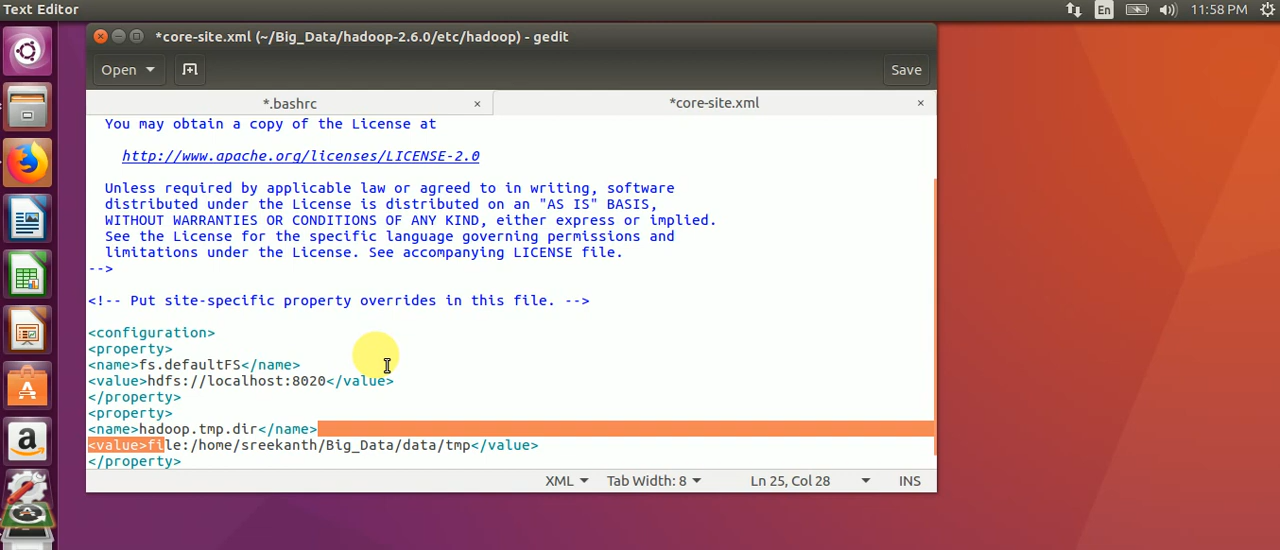 Text Editor
En
11:58 PM
*core-site.xml (~/Big_Data/hadoop-2.6.0/etc/hadoop) - gedit
Open
Save
*.bashrc
*core-site.xml
You may obtain a copy of the License at
http://www.apache.org/licenses/LICENSE-2.0
Unless required by applicable law or agreed to in writing, software
distributed under the License is distributed on an "AS IS" BASIS,
WITHOUT WARRANTIES OR CONDITIONS OF ANY KIND, either express or implied.
See the License for the specific language governing permissions and
limitations under the License. See accompanying LICENSE file.
-->
<!-- Put site-specific property overrides in this file. -->
<configuration>
<property>
<name>fs.defaultFS</name>
<value>hdfs://localhost:8020</value>
</property>
<property>
<name>hadoop.tmp.dir</name>
<value>file:/home/sreekanth/Big_Data/data/tmp</value>
</property>
XML
Tab Width: 8
Ln 25, Col 28
INS